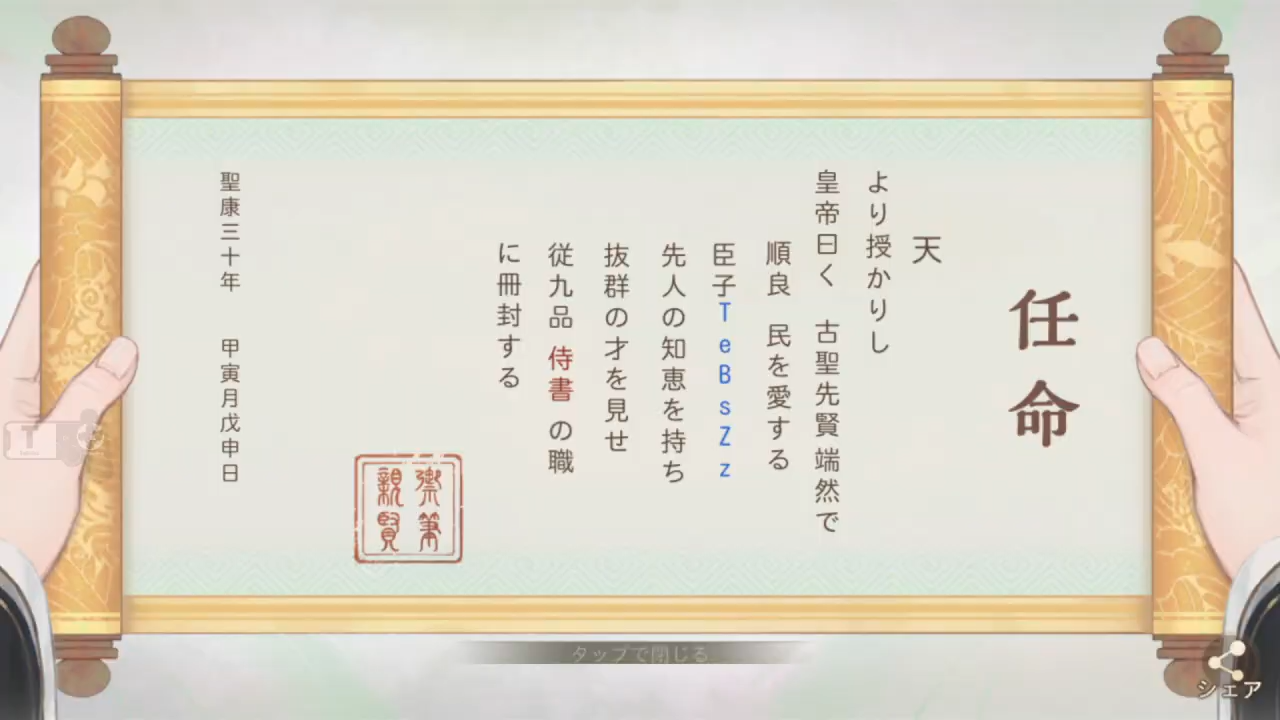 任命
天
より授かりし
皇帝曰く 古聖先賢 端然で
順良 民を愛する
臣子TeBsZz
先人の知恵を持ち
抜群の才を見せ
従九品 侍書 の職
に冊封する
御筆
親賢
聖康三十年 甲寅月戊申日
タップで閉じる
シェア